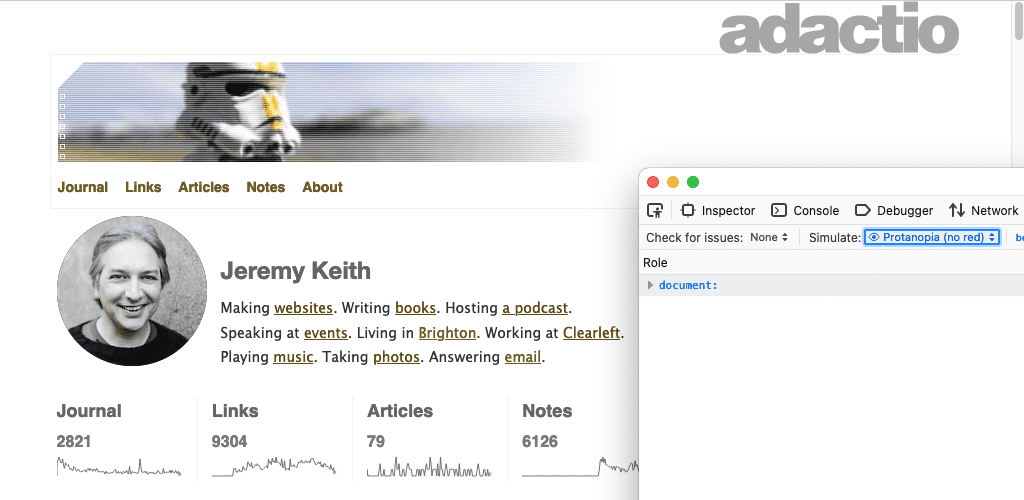 adactio
Journal Links Articles Notes About
Jeremy Keith
Making websites. Writing books. Hosting a podcast.
Speaking at events. Living in Brighton. Working at Clearleft.
Playing music. Taking photos. Answering email.
Journal Links Articles Notes
2821 9304 79 6126
Inspector Console Debugger Network
Check for issues: None Simulate: Protanopia (no red) be
Role
document: